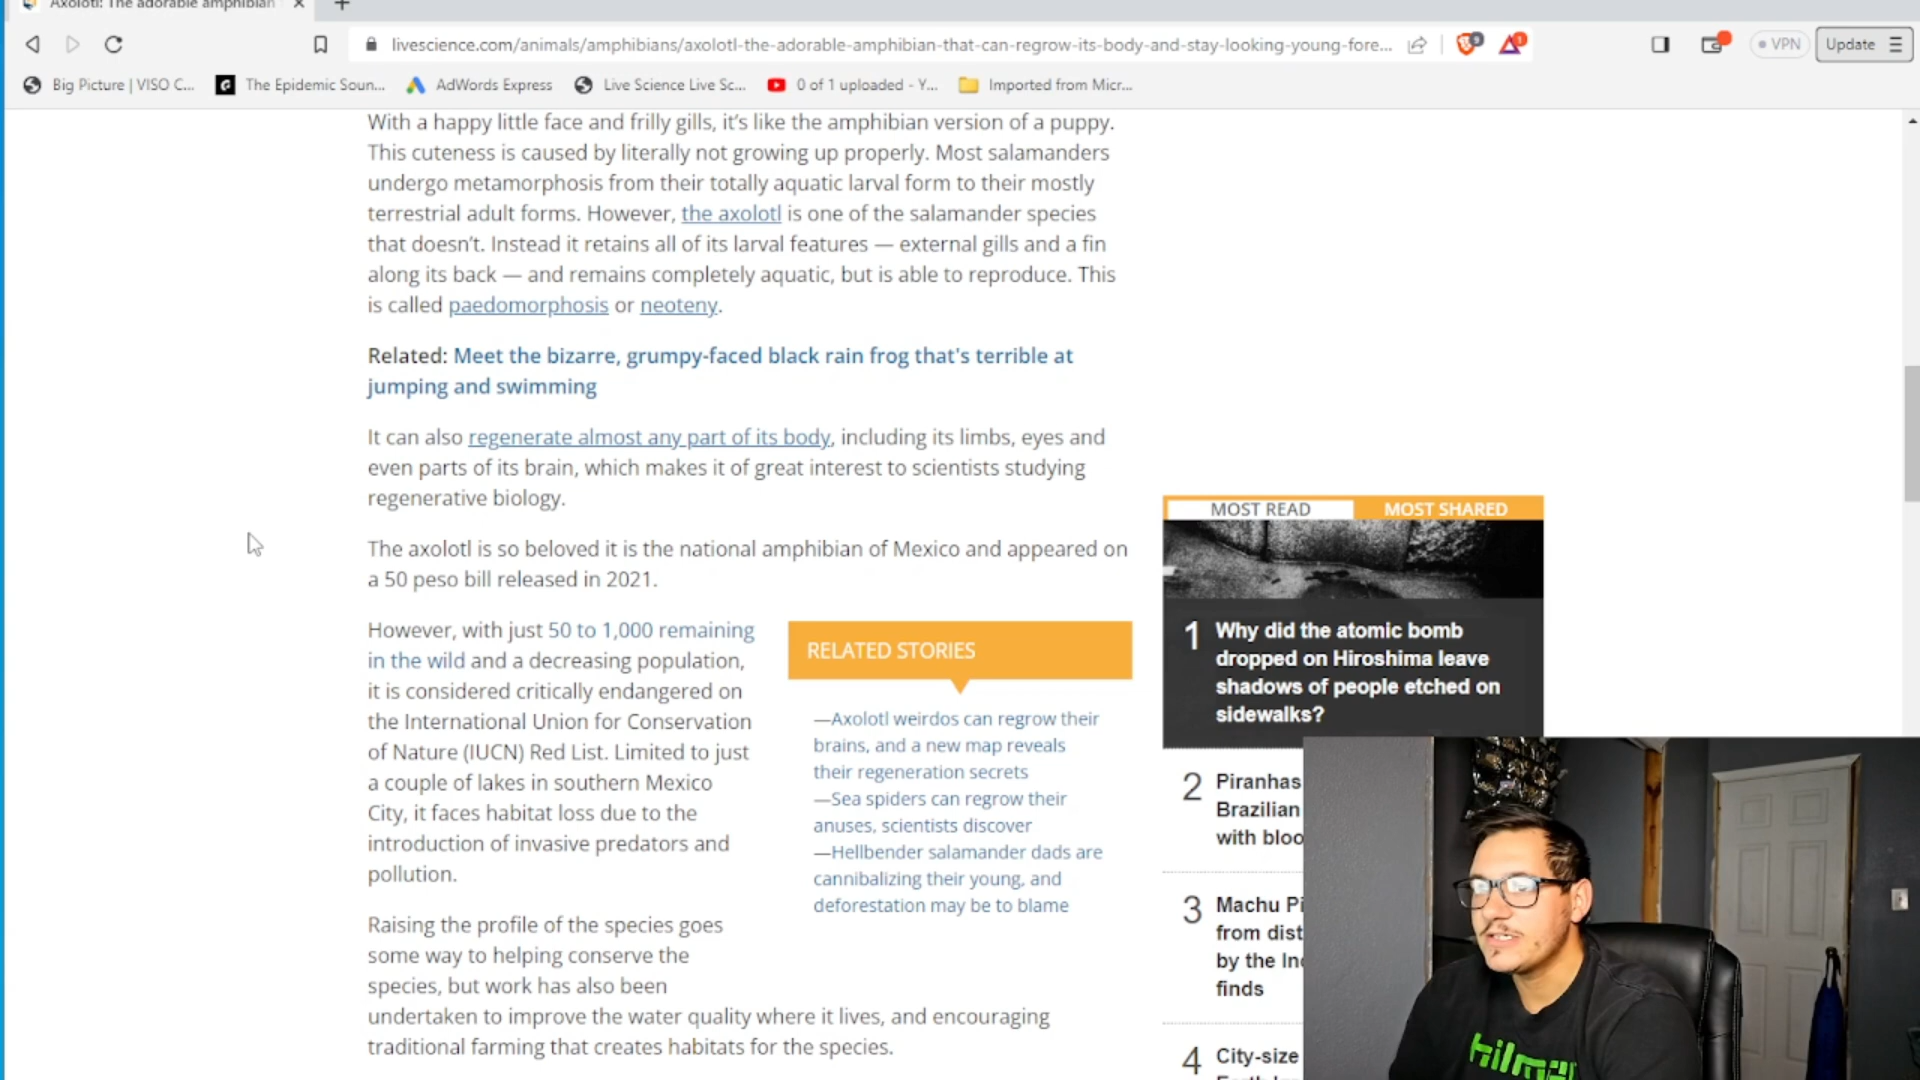 Axolotl: The adorable amphibian
livescience.com/animals/amphibians/axolotl-the-adorable-amphibian-that-can-regrow-its-body-and-stay-looking-young-fore...
VPN
Update
Big Picture | VISO C...
The Epidemic Soun...
AdWords Express
Live Science Live Sc...
0 of 1 uploaded - Y...
Imported from Micr...
With a happy little face and frilly gills, it's like the amphibian version of a puppy.
This cuteness is caused by literally not growing up properly. Most salamanders
undergo metamorphosis from their totally aquatic larval form to their mostly
terrestrial adult forms. However, the axolotl is one of the salamander species
that doesn't. Instead it retains all of its larval features — external gills and a fin
along its back — and remains completely aquatic, but is able to reproduce. This
is called paedomorphosis or neoteny.
Related: Meet the bizarre, grumpy-faced black rain frog that's terrible at
jumping and swimming
It can also regenerate almost any part of its body, including its limbs, eyes and
even parts of its brain, which makes it of great interest to scientists studying
regenerative biology.
The axolotl is so beloved it is the national amphibian of Mexico and appeared on
a 50 peso bill released in 2021.
However, with just 50 to 1,000 remaining
in the wild and a decreasing population,
it is considered critically endangered on
the International Union for Conservation
of Nature (IUCN) Red List. Limited to just
a couple of lakes in southern Mexico
City, it faces habitat loss due to the
introduction of invasive predators and
pollution.
Raising the profile of the species goes
some way to helping conserve the
species, but work has also been
undertaken to improve the water quality where it lives, and encouraging
traditional farming that creates habitats for the species.
RELATED STORIES
—Axolotl weirdos can regrow their
brains, and a new map reveals
their regeneration secrets
—Sea spiders can regrow their
anuses, scientists discover
—Hellbender salamander dads are
cannibalizing their young, and
deforestation may be to blame
MOST READ
MOST SHARED
1 Why did the atomic bomb
dropped on Hiroshima leave
shadows of people etched on
sidewalks?
2 Piranhas
Brazilian
with bloo
3 Machu Pi
from dist
by the In
finds
4 City-size